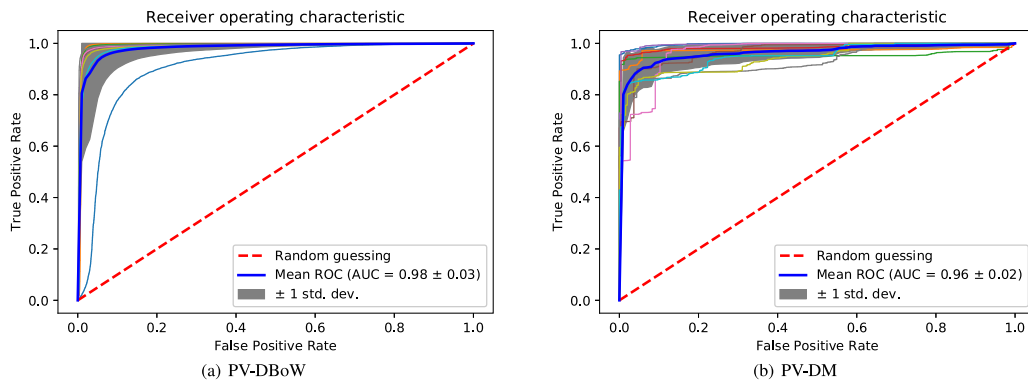 Receiver operating characteristic
True Positive Rate
1.0
0.8
0.6
0.4
0.2
0.0
Random guessing
Mean ROC (AUC = 0.98 ± 0.03)
± 1 std. dev.
0.0 0.2 0.4 0.6 0.8 1.0
False Positive Rate
(a) PV-DBoW
Receiver operating characteristic
True Positive Rate
1.0
0.8
0.6
0.4
0.2
0.0
Random guessing
Mean ROC (AUC = 0.96 ± 0.02)
± 1 std. dev.
0.0 0.2 0.4 0.6 0.8 1.0
False Positive Rate
(b) PV-DM